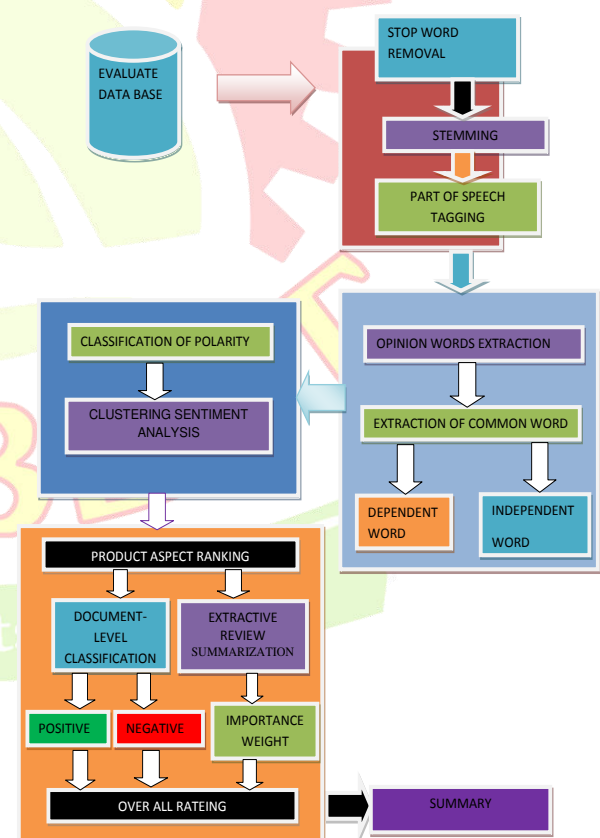 EVALUATE
DATA BASE
STOP WORD
REMOVAL
STEMMING
PART OF SPEECH
TAGGING
OPINION WORDS EXTRACTION
EXTRACTION OF COMMON WORD
DEPENDENT
WORD
INDEPENDENT
WORD
CLASSIFICATION OF POLARITY
CLUSTERING SENTIMENT
ANALYSIS
PRODUCT ASPECT RANKING
DOCUMENT-
LEVEL
CLASSIFICATION
EXTRACTIVE
REVIEW
SUMMARIZATION
POSITIVE
NEGATIVE
IMPORTANCE
WEIGHT
OVER ALL RATEING
SUMMARY